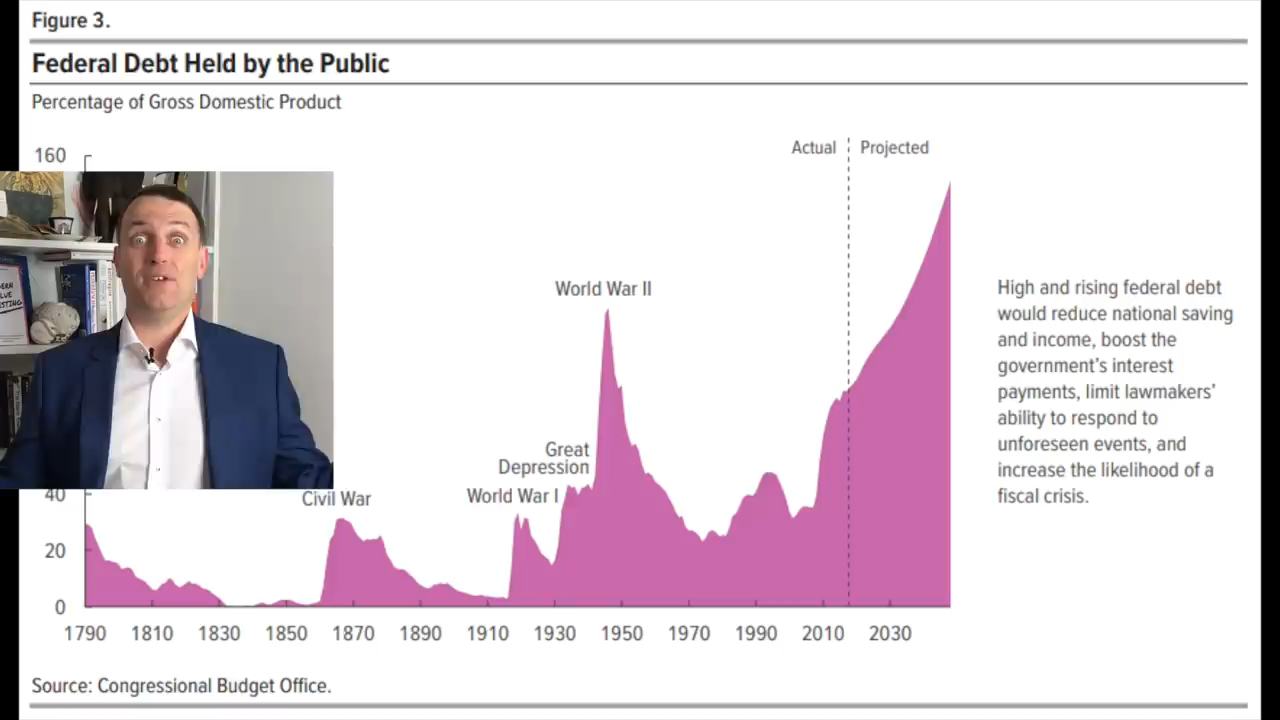 Figure 3.
Federal Debt Held by the Public
Percentage of Gross Domestic Product
160
Actual
Projected
World War II
Great
Depression
World War I
Civil War
40
20
0
1790 1810 1830 1850 1870 1890 1910 1930 1950 1970 1990 2010 2030
High and rising federal debt
would reduce national saving
and income, boost the
government’s interest
payments, limit lawmakers’
ability to respond to
unforeseen events, and
increase the likelihood of a
fiscal crisis.
Source: Congressional Budget Office.